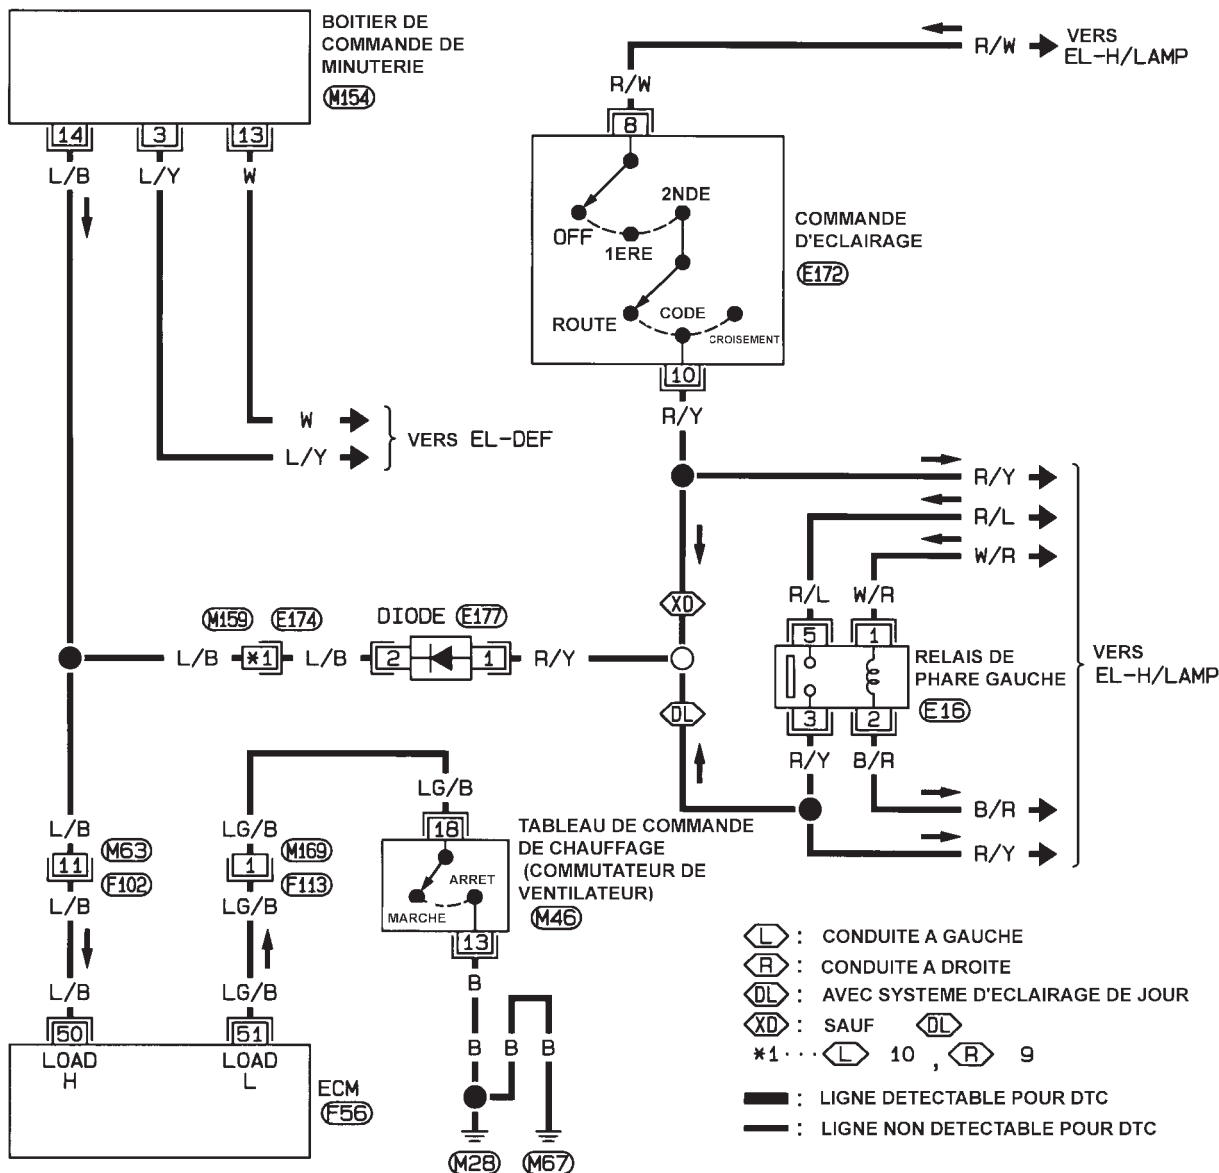 BOITIER DE
COMMANDE DE
MINUTERIE
M154
14
3
13
L/B
L/Y
W
W
L/Y
VERS EL-DEF
R/W
VERS
EL-H/LAMP
R/W
8
OFF
1ERE
2NDE
ROUTE
CODE
CROISEMENT
COMMANDE
D'ECLAIRAGE
E172
10
R/Y
R/Y
R/L
W/R
XD
R/L
W/R
5
1
RELAIS DE
PHARE GAUCHE
E16
3
2
R/Y
B/R
VERS
EL-H/LAMP
B/R
R/Y
M159
E174
DIODE E177
L/B
*1
L/B
2
1
R/Y
DL
LG/B
18
TABLEAU DE COMMANDE
DE CHAUFFAGE
(COMMUTATEUR DE
VENTILATEUR)
M46
ARRET
MARCHE
13
B
B
B
B
M28
M67
L/B
LG/B
11
M63
F102
1
M169
F113
L/B
LG/B
L/B
LG/B
50
51
LOAD
H
LOAD
L
ECM
F56
L : CONDUITE A GAUCHE
R : CONDUITE A DROITE
DL : AVEC SYSTEME D'ECLAIRAGE DE JOUR
XD : SAUF DL
*1··· L 10 , R 9
: LIGNE DETECTABLE POUR DTC
: LIGNE NON DETECTABLE POUR DTC